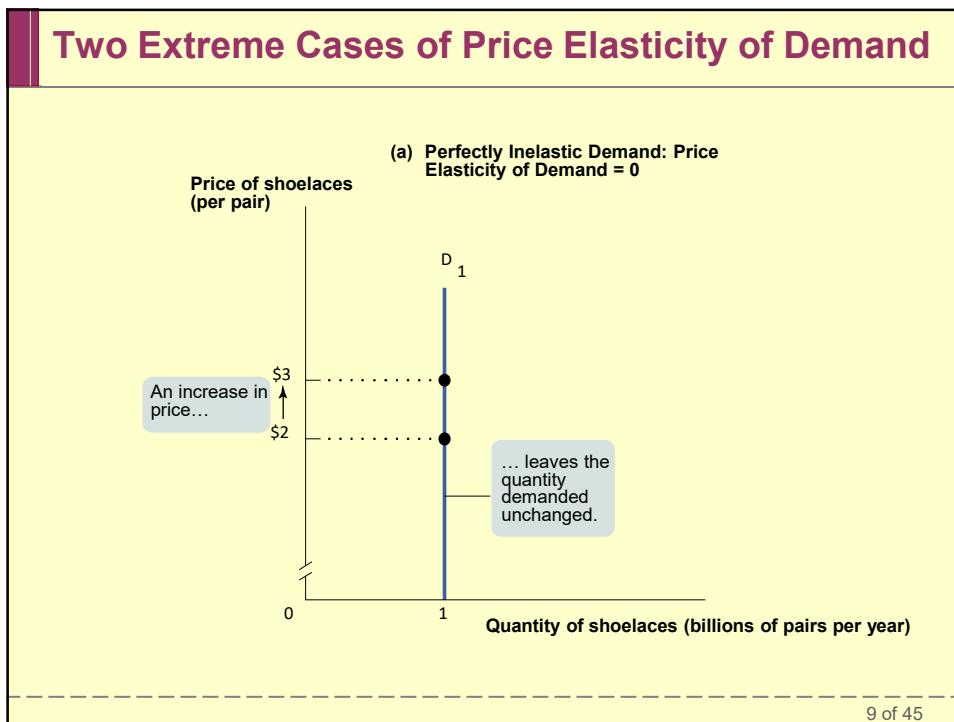 Two Extreme Cases of Price Elasticity of Demand
(a) Perfectly Inelastic Demand: Price
Elasticity of Demand = 0
Price of shoelaces
(per pair)
D
1
$3
An increase in
price…
$2
… leaves the
quantity
demanded
unchanged.
0
1
Quantity of shoelaces (billions of pairs per year)
9 of 45